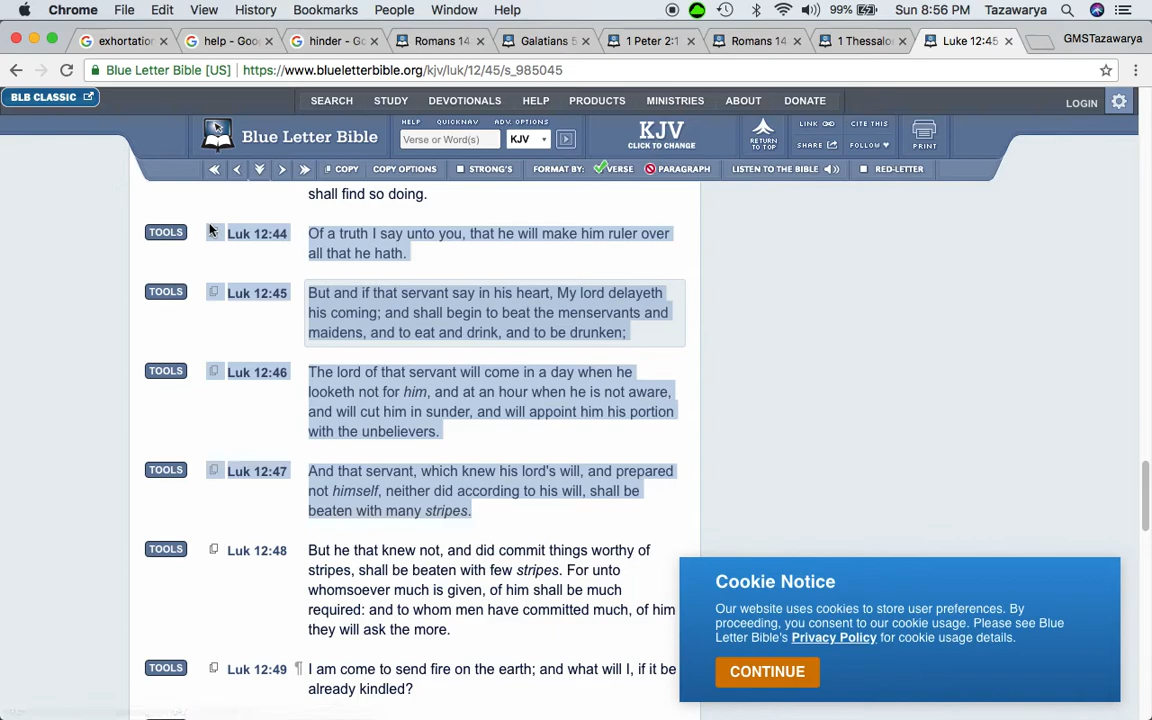 Chrome File Edit View History Bookmarks People Window Help 99% Sun 8:56 PM Tazawarya
exhortation help - Goo hinder - Go Romans 14 Galatians 5 1 Peter 2:1 Romans 14 1 Thessalo Luke 12:45 GMSTazawarya
Blue Letter Bible [US] https://www.blueletterbible.org/kjv/luk/12/45/s_985045
BLB CLASSIC SEARCH STUDY DEVOTIONALS HELP PRODUCTS MINISTRIES ABOUT DONATE LOGIN
HELP QUICKNAV ADV. OPTIONS
Blue Letter Bible Verse or Word(s) KJV
KJV
CLICK TO CHANGE
RETURN TO TOP
LINK CITE THIS
SHARE FOLLOW PRINT
COPY COPY OPTIONS STRONG'S FORMAT BY: VERSE PARAGRAPH LISTEN TO THE BIBLE RED-LETTER
shall find so doing.
TOOLS Luk 12:44 Of a truth I say unto you, that he will make him ruler over
all that he hath.
TOOLS Luk 12:45 But and if that servant say in his heart, My lord delayeth
his coming; and shall begin to beat the menservants and
maidens, and to eat and drink, and to be drunken;
TOOLS Luk 12:46 The lord of that servant will come in a day when he
looketh not for him, and at an hour when he is not aware,
and will cut him in sunder, and will appoint him his portion
with the unbelievers.
TOOLS Luk 12:47 And that servant, which knew his lord's will, and prepared
not himself, neither did according to his will, shall be
beaten with many stripes.
TOOLS Luk 12:48 But he that knew not, and did commit things worthy of
stripes, shall be beaten with few stripes. For unto
whomsoever much is given, of him shall be much
required: and to whom men have committed much, of him
they will ask the more.
TOOLS Luk 12:49 ¶ I am come to send fire on the earth; and what will I, if it be
already kindled?
Cookie Notice
Our website uses cookies to store user preferences. By
proceeding, you consent to our cookie usage. Please see Blue
Letter Bible's Privacy Policy for cookie usage details.
CONTINUE